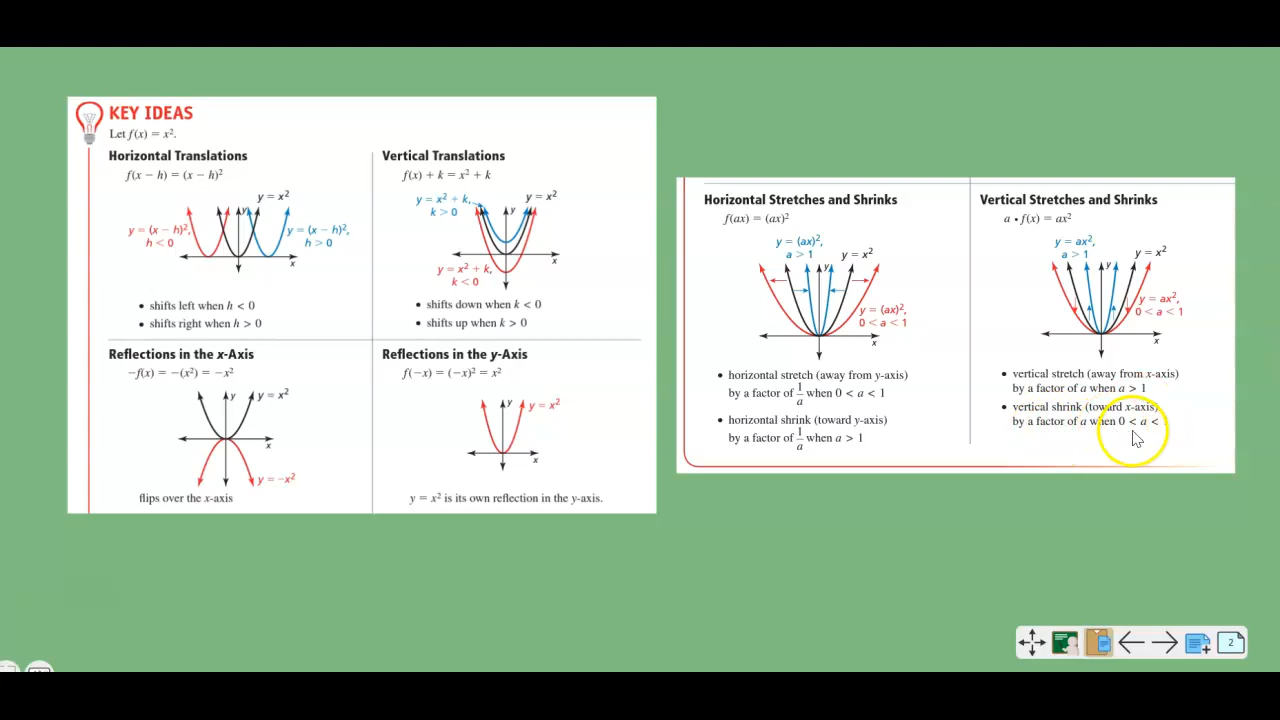 KEY IDEAS
Let f(x) = x².
Horizontal Translations
f(x − h) = (x − h)²
y = x²
y
y = (x − h)²,
h < 0
y = (x − h)²,
h > 0
x
• shifts left when h < 0
• shifts right when h > 0
Vertical Translations
f(x) + k = x² + k
y = x² + k,
k > 0
y = x²
y
x
y = x² + k,
k < 0
• shifts down when k < 0
• shifts up when k > 0
Reflections in the x-Axis
−f(x) = −(x²) = −x²
y
y = x²
x
y = −x²
flips over the x-axis
Reflections in the y-Axis
f(−x) = (−x)² = x²
y
y = x²
x
y = x² is its own reflection in the y-axis.
Horizontal Stretches and Shrinks
f(ax) = (ax)²
y = (ax)²,
a > 1
y
y = x²
y = (ax)²,
0 < a < 1
x
• horizontal stretch (away from y-axis)
by a factor of 1/a when 0 < a < 1
• horizontal shrink (toward y-axis)
by a factor of 1/a when a > 1
Vertical Stretches and Shrinks
a • f(x) = ax²
y = ax²,
a > 1
y
y = x²
y = ax²,
0 < a < 1
x
• vertical stretch (away from x-axis)
by a factor of a when a > 1
• vertical shrink (toward x-axis)
by a factor of a when 0 < a < 1
2